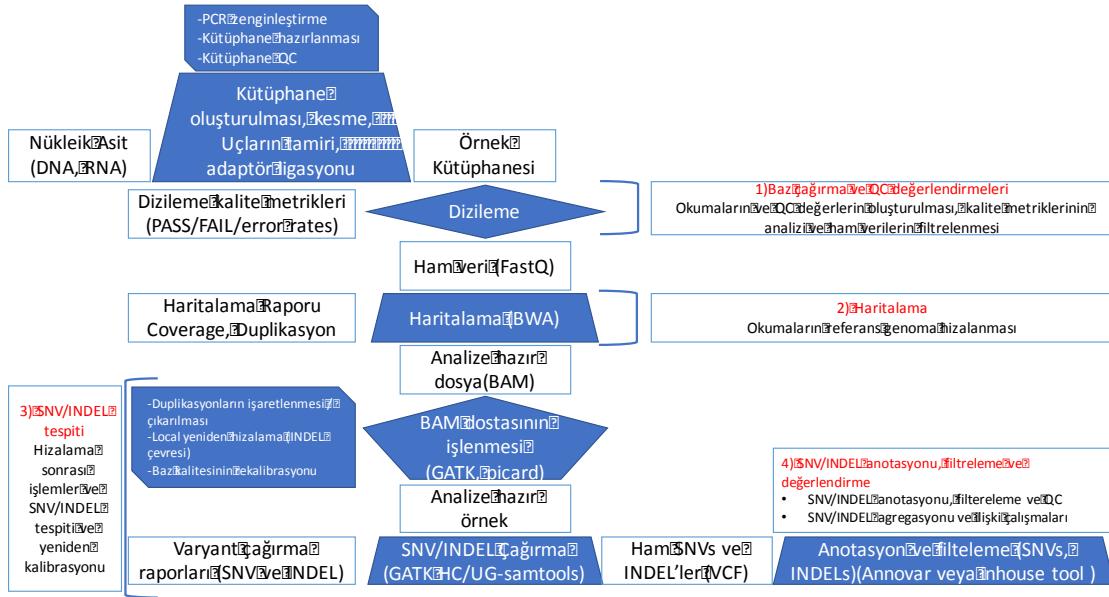 -PCR zenginleştirme
-Kütüphane hazırlanması
-Kütüphane QC
Kütüphane
oluşturulması, kesme,
Uçların tamiri,
adaptör ligasyonu
Nükleik Asit
(DNA, RNA)
Örnek
Kütüphanesi
Dizileme kalite metrikleri
(PASS/FAIL/error rates)
Dizileme
1) Baz çağırma ve QC değerlendirmeleri
Okumaların ve QC değerlerin oluşturulması, kalite metriklerinin
analizi ve ham verilerin filtrelenmesi
Ham veri (FastQ)
Haritalama Raporu
Coverage, Duplikasyon
Haritalama (BWA)
2) Haritalama
Okumaların referans genoma hizalanması
Analize hazır
dosya(BAM)
3) SNV/INDEL
tespiti
Hizalama
sonrası
işlemler ve
SNV/INDEL
tespiti ve
yeniden
kalibrasyonu
-Duplikasyonların işaretlenmesi /
çıkarılması
-Local yeniden hizalama (INDEL
çevresi)
-Baz kalitesinin rekalibrasyonu
BAM dostasının
işlenmesi
(GATK, picard)
Analize hazır
örnek
4) SNV/INDEL anotasyonu, filtreleme ve
değerlendirme
• SNV/INDEL anotasyonu, filtereleme ve QC
• SNV/INDEL agregasyonu ve ilişki çalışmaları
Varyant çağırma
raporları (SNV ve INDEL)
SNV/INDEL Çağırma
(GATK HC/UG-samtools)
Ham SNVs ve
INDEL'ler (VCF)
Anotasyon ve filteleme (SNVs,
INDELs)(Annovar veya inhouse tool )